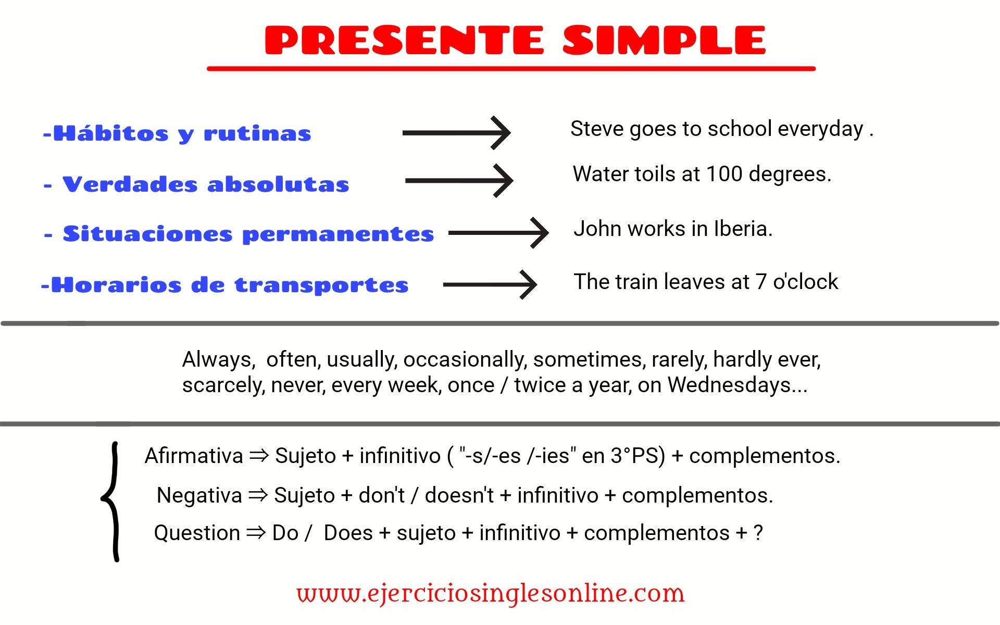 PRESENTE SIMPLE
-Hábitos y rutinas
Steve goes to school everyday .
- Verdades absolutas
Water toils at 100 degrees.
- Situaciones permanentes
John works in Iberia.
-Horarios de transportes
The train leaves at 7 o'clock
Always,  often, usually, occasionally, sometimes, rarely, hardly ever,
scarcely, never, every week, once / twice a year, on Wednesdays...
Afirmativa ⇒ Sujeto + infinitivo ( "-s/-es /-ies" en 3°PS) + complementos.
Negativa ⇒ Sujeto + don't / doesn't + infinitivo + complementos.
Question ⇒ Do /  Does + sujeto + infinitivo + complementos + ?
www.ejerciciosinglesonline.com